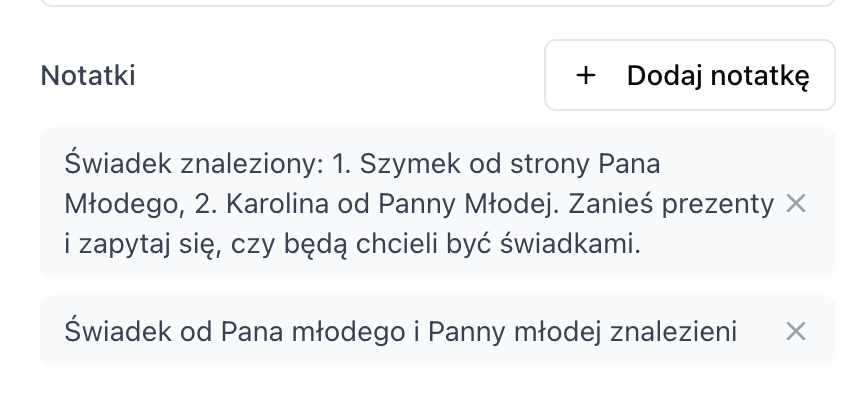 Notatki
+ Dodaj notatkę
Świadek znaleziony: 1. Szymek od strony Pana
Młodego, 2. Karolina od Panny Młodej. Zanieś prezenty
i zapytaj się, czy będą chcieli być świadkami.
Świadek od Pana młodego i Panny młodej znalezieni